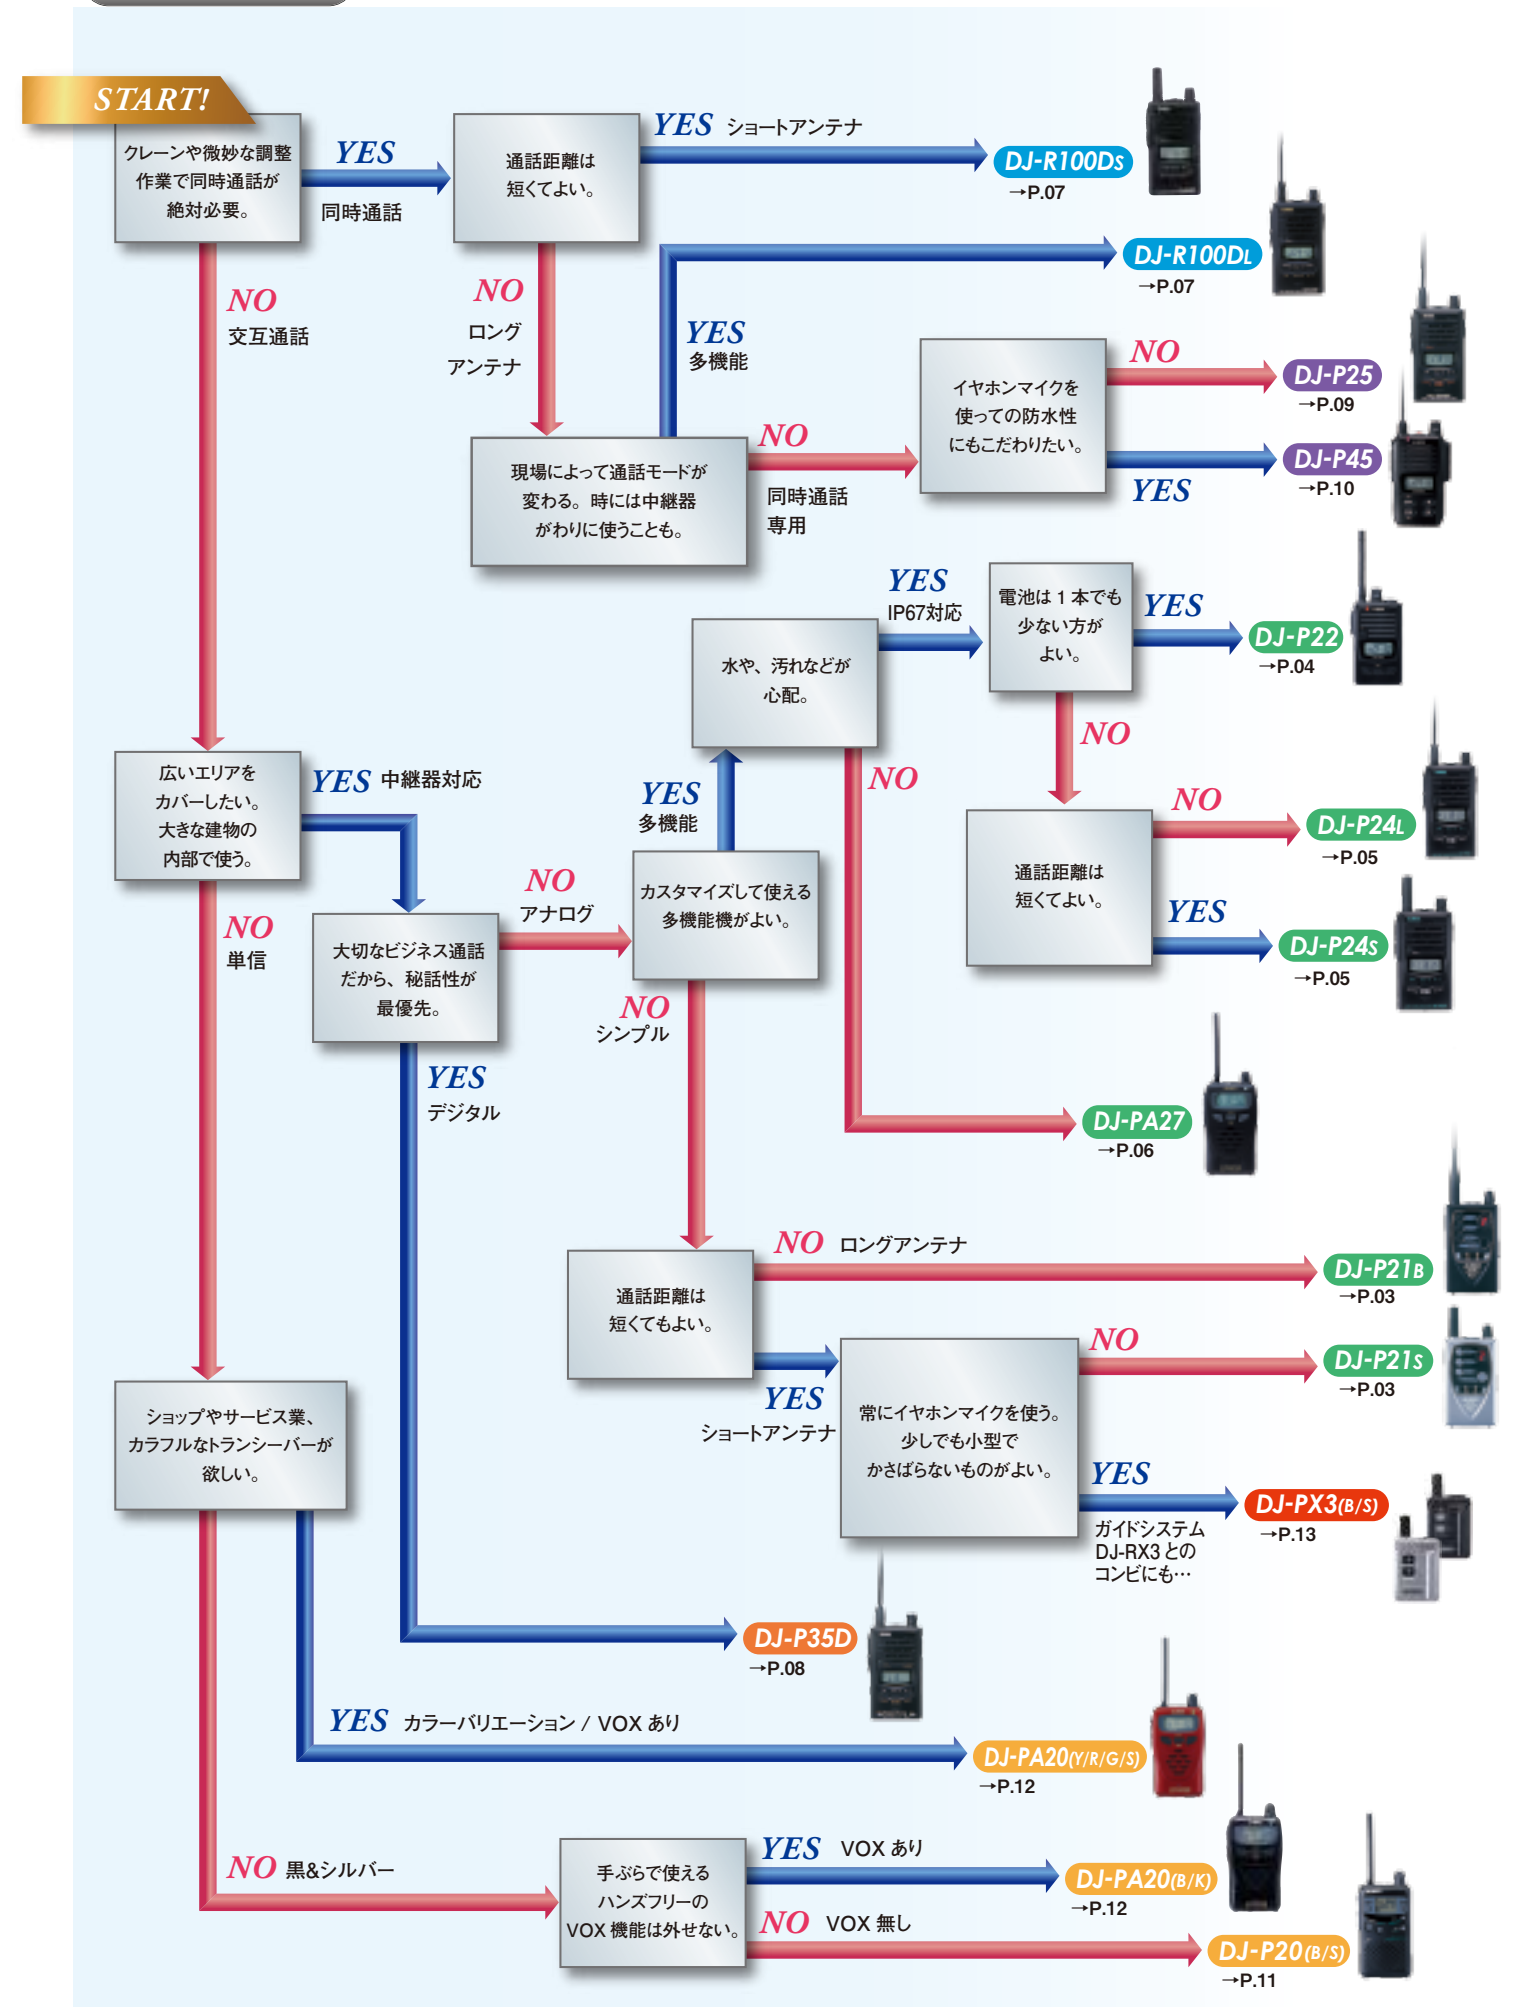 START!
クレーンや微妙な調整
作業で同時通話が
絶対必要。
YES
同時通話
通話距離は
短くてよい。
YES ショートアンテナ
DJ-R100Ds
→P.07
NO
交互通話
NO
ロング
アンテナ
YES
多機能
DJ-R100DL
→P.07
現場によって通話モードが
変わる。時には中継器
がわりに使うことも。
NO
同時通話
専用
イヤホンマイクを
使っての防水性
にもこだわりたい。
NO
DJ-P25
→P.09
YES
DJ-P45
→P.10
水や、汚れなどが
心配。
YES
IP67対応
電池は 1 本でも
少ない方が
よい。
YES
DJ-P22
→P.04
NO
NO
広いエリアを
カバーしたい。
大きな建物の
内部で使う。
YES 中継器対応
YES
多機能
通話距離は
短くてよい。
NO
DJ-P24L
→P.05
YES
DJ-P24s
→P.05
NO
単信
大切なビジネス通話
だから、秘話性が
最優先。
NO
アナログ
カスタマイズして使える
多機能機がよい。
NO
シンプル
YES
デジタル
DJ-PA27
→P.06
通話距離は
短くてもよい。
NO ロングアンテナ
DJ-P21B
→P.03
YES
ショートアンテナ
常にイヤホンマイクを使う。
少しでも小型で
かさばらないものがよい。
NO
DJ-P21s
→P.03
YES
ガイドシステム
DJ-RX3 との
コンビにも…
DJ-PX3(B/S)
→P.13
ショップやサービス業、
カラフルなトランシーバーが
欲しい。
DJ-P35D
→P.08
YES カラーバリエーション / VOX あり
DJ-PA20(Y/R/G/S)
→P.12
NO 黒&シルバー
手ぶらで使える
ハンズフリーの
VOX 機能は外せない。
YES VOX あり
DJ-PA20(B/K)
→P.12
NO VOX 無し
DJ-P20(B/S)
→P.11